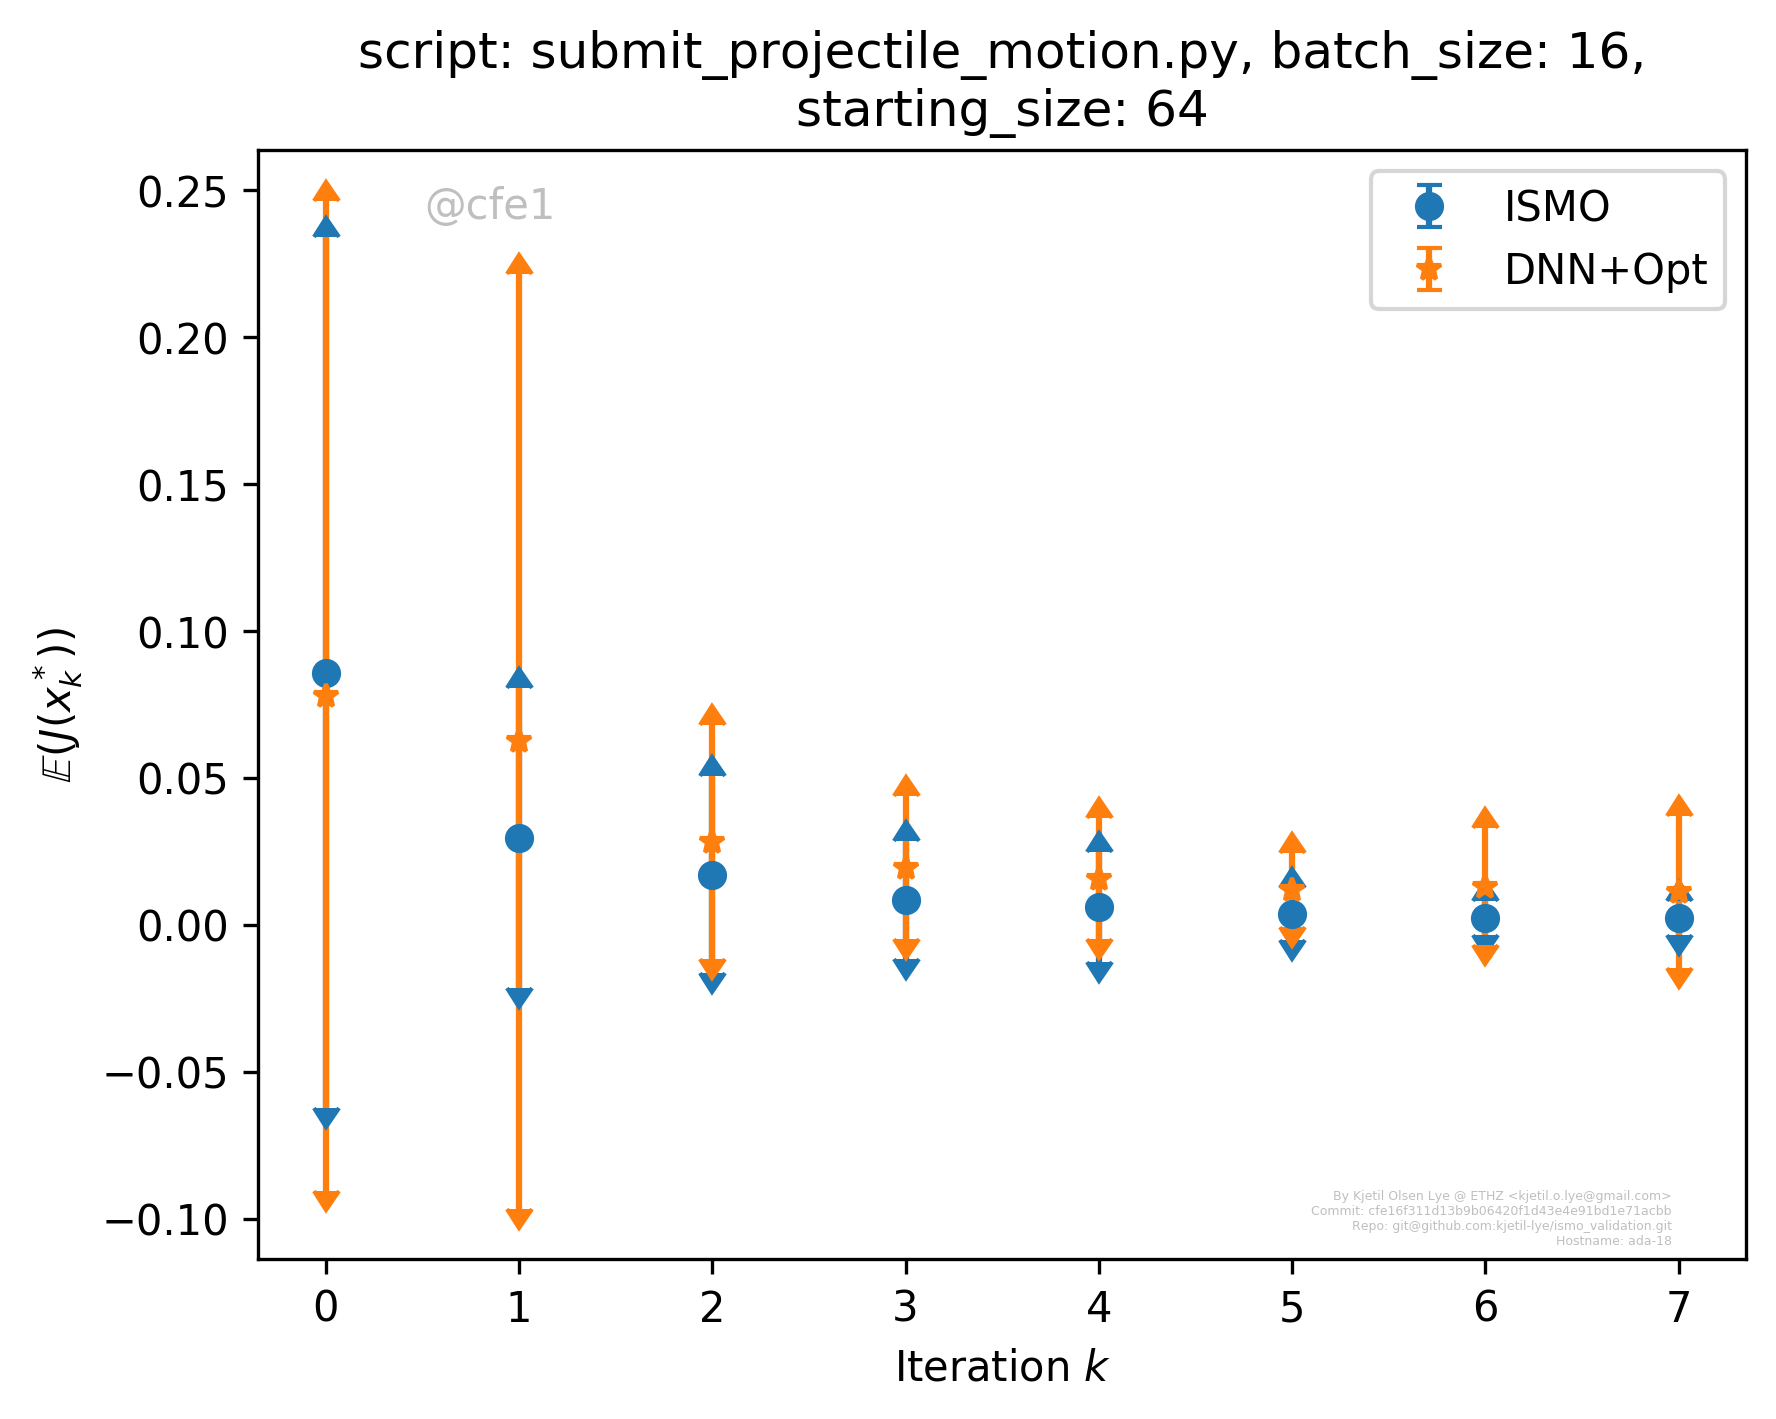 script: submit_projectile_motion.py, batch_size: 16,
starting_size: 64
@cfe1
ISMO
DNN+Opt
0.25
0.20
0.15
0.10
0.05
0.00
−0.05
−0.10
𝔼(J(x*k))
By Kjetil Olsen Lye @ ETHZ <kjetil.o.lye@gmail.com>
Commit: cfe16f311d13b9b06420f1d43e4e91bd1e71acbb
Repo: git@github.com:kjetil-lye/ismo_validation.git
Hostname: ada-18
0 1 2 3 4 5 6 7
Iteration k